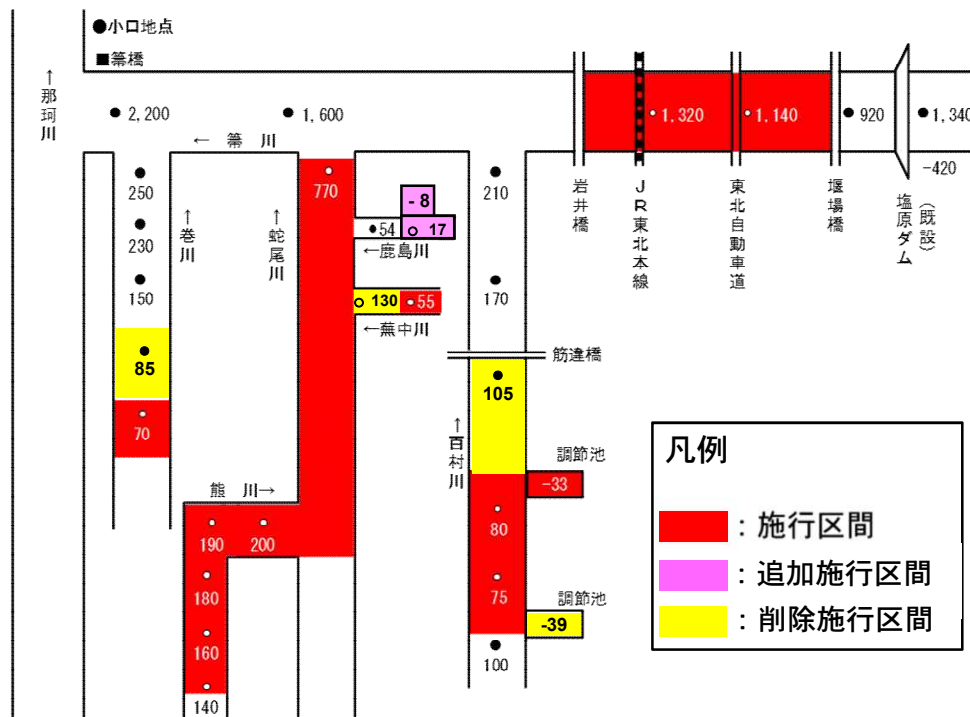 ●小口地点
■箒橋
↑那珂川
● 2,200
● 1,600
← 箒 川
1,320
1,140
920
1,340
-420
岩井橋
JR東北本線
東北自動車道
堰場橋
塩原ダム
(既設)
250
230
150
85
70
↑巻川
↑蛇尾川
770
- 8
54
17
←鹿島川
130
55
←蕪中川
210
170
筋違橋
105
↑百村川
調節池
-33
80
75
調節池
-39
100
熊 川→
190
200
180
160
140
凡例
：施行区間
：追加施行区間
：削除施行区間